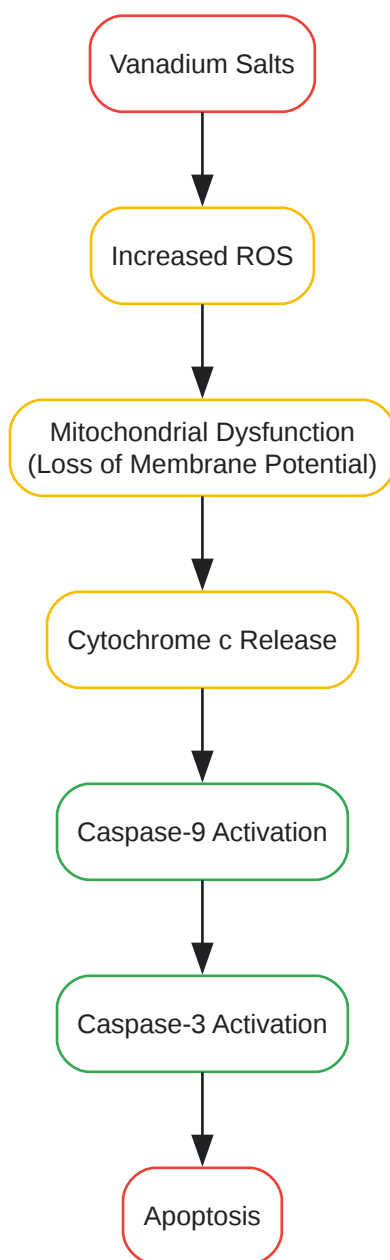 Vanadium Salts
Increased ROS
Mitochondrial Dysfunction
(Loss of Membrane Potential)
Cytochrome c Release
Caspase-9 Activation
Caspase-3 Activation
Apoptosis